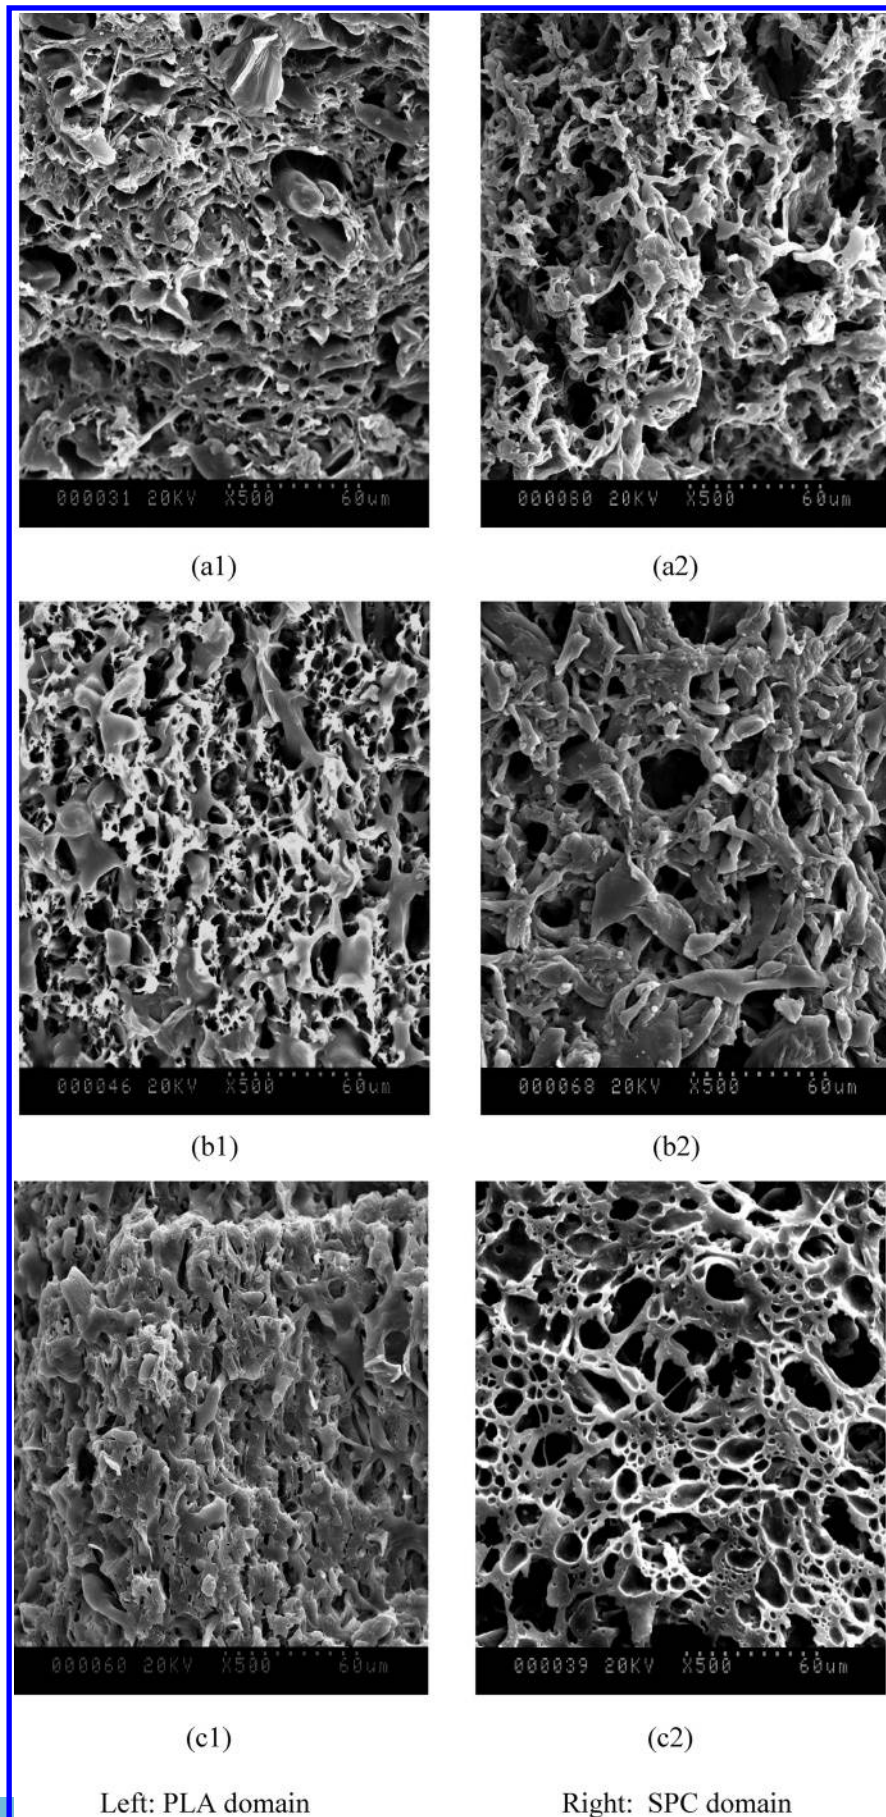 000031 20KV X500 60um
000080 20KV X500 60um
(a1)
(a2)
000046 20KV X500 60um
000068 20KV X500 60um
(b1)
(b2)
000060 20KV X500 60um
000039 20KV X500 60um
(c1)
(c2)
Left: PLA domain
Right: SPC domain